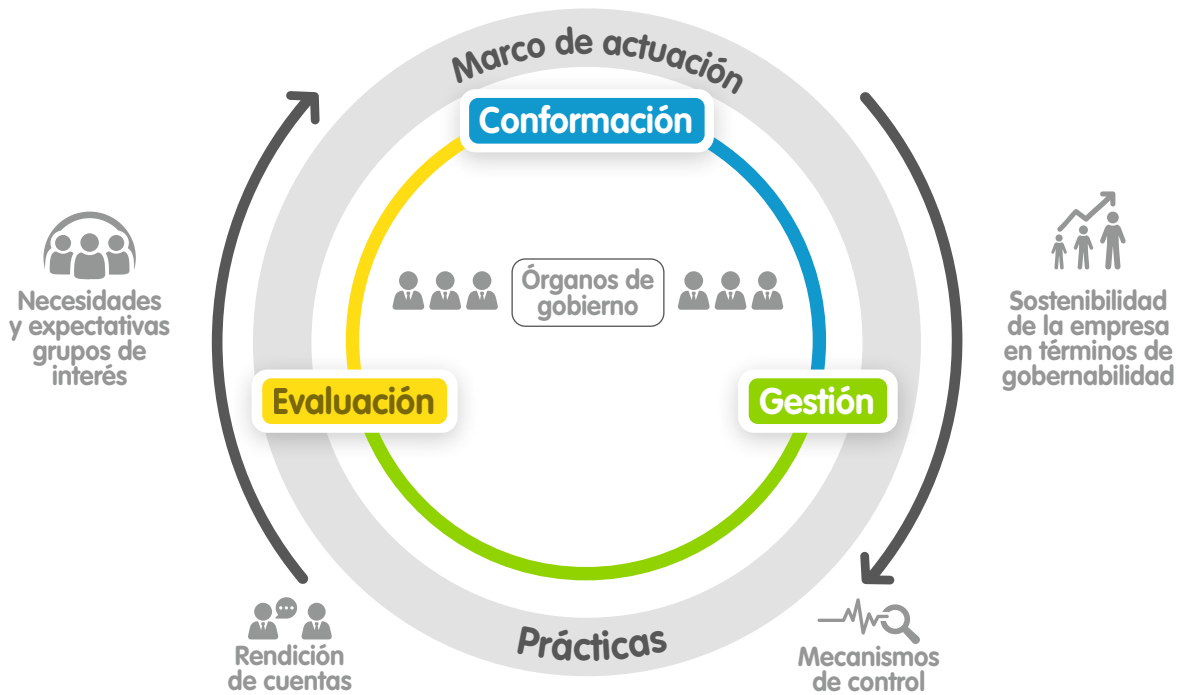 Marco de actuación
Conformación
Órganos de
gobierno
Necesidades
y expectativas
grupos de
interés
Sostenibilidad
de la empresa
en términos de
gobernabilidad
Evaluación
Gestión
Prácticas
Rendición
de cuentas
Mecanismos
de control